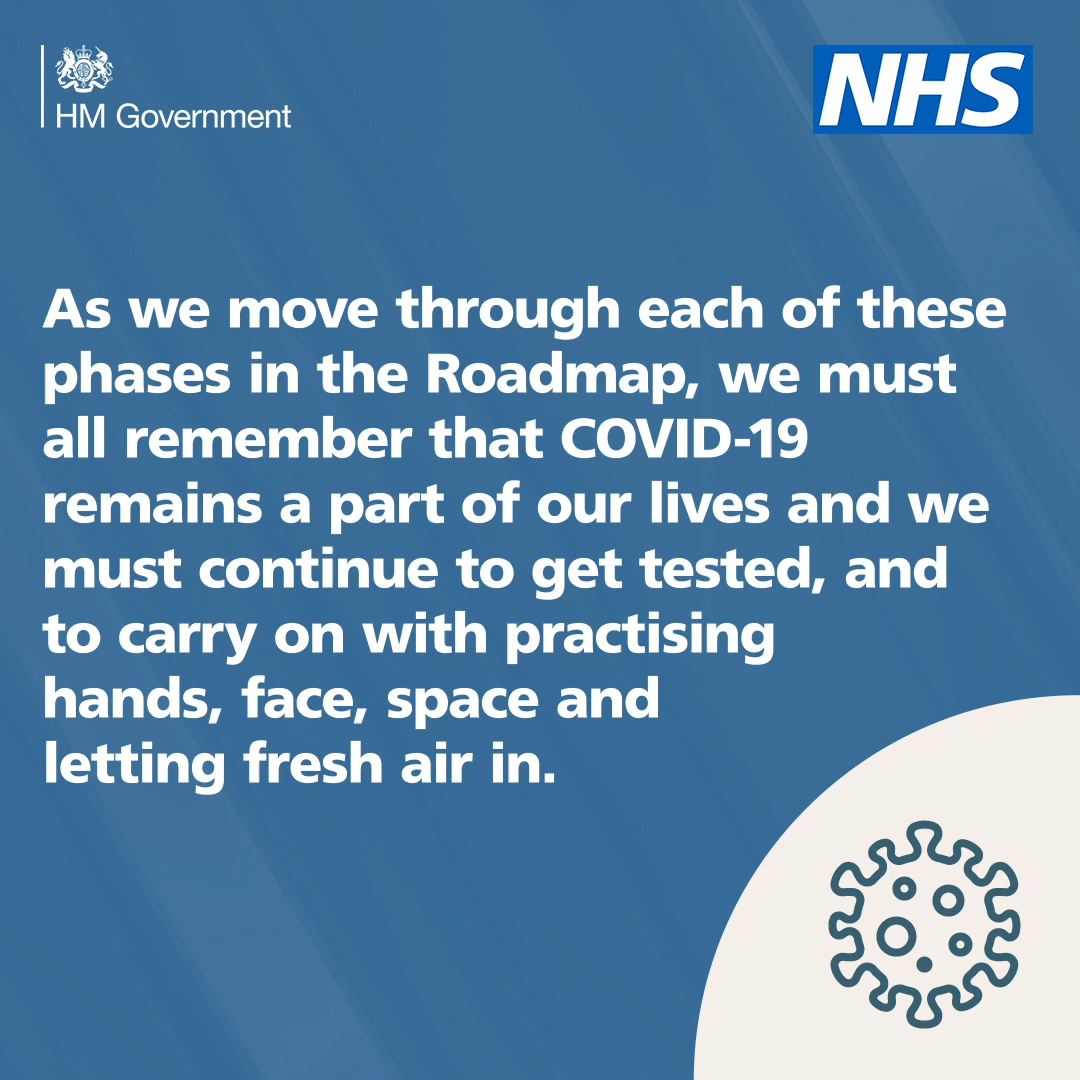 HM Government
NHS
As we move through each of these
phases in the Roadmap, we must
all remember that COVID-19
remains a part of our lives and we
must continue to get tested, and
to carry on with practising
hands, face, space and
letting fresh air in.